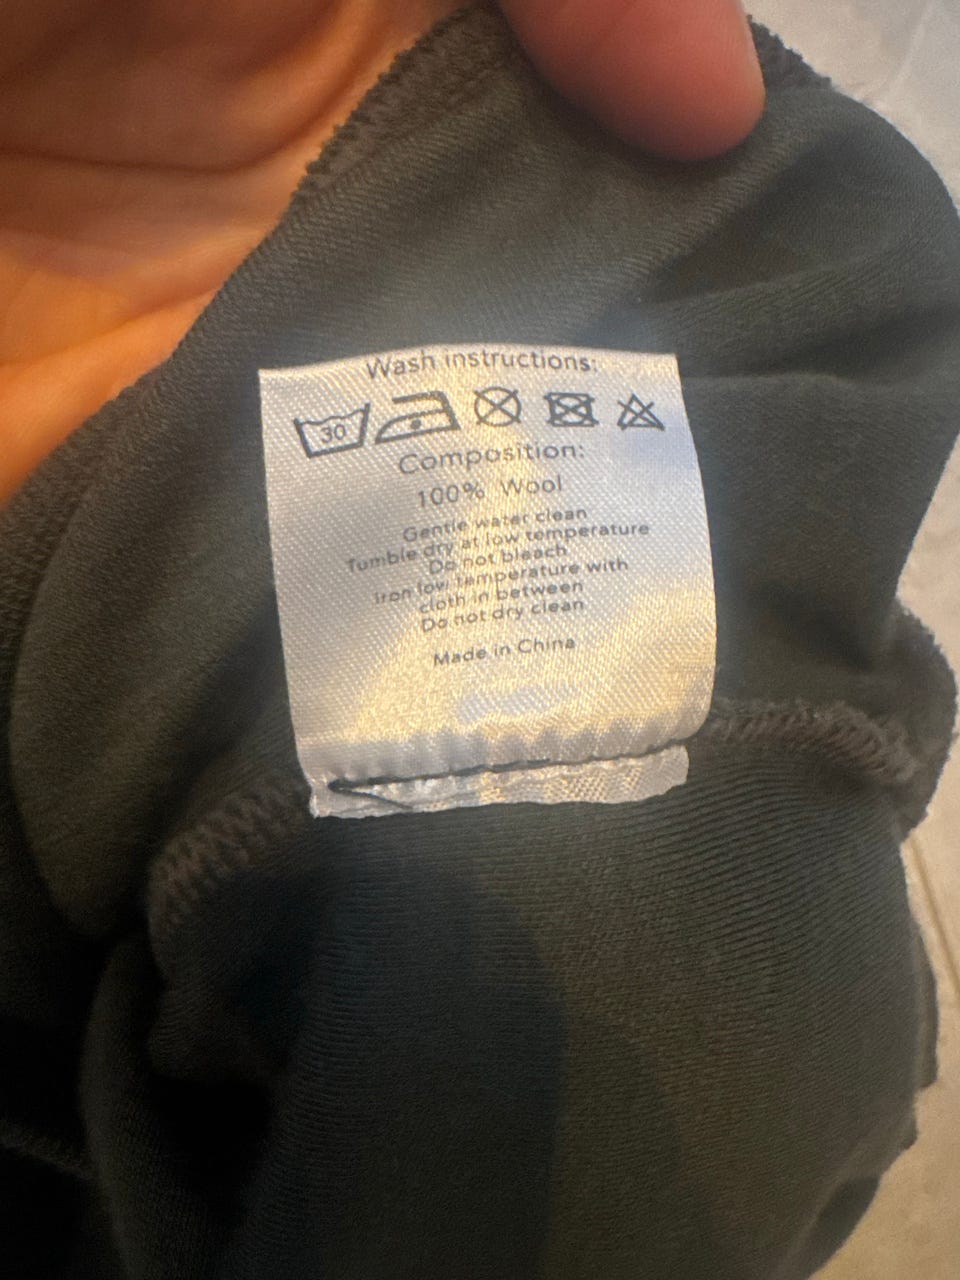 Wash instructions:
30
Composition:
100% Wool
Gentle water clean
Tumble dry at low temperature
Do not bleach
Iron low temperature with
cloth in between
Do not dry clean
Made in China